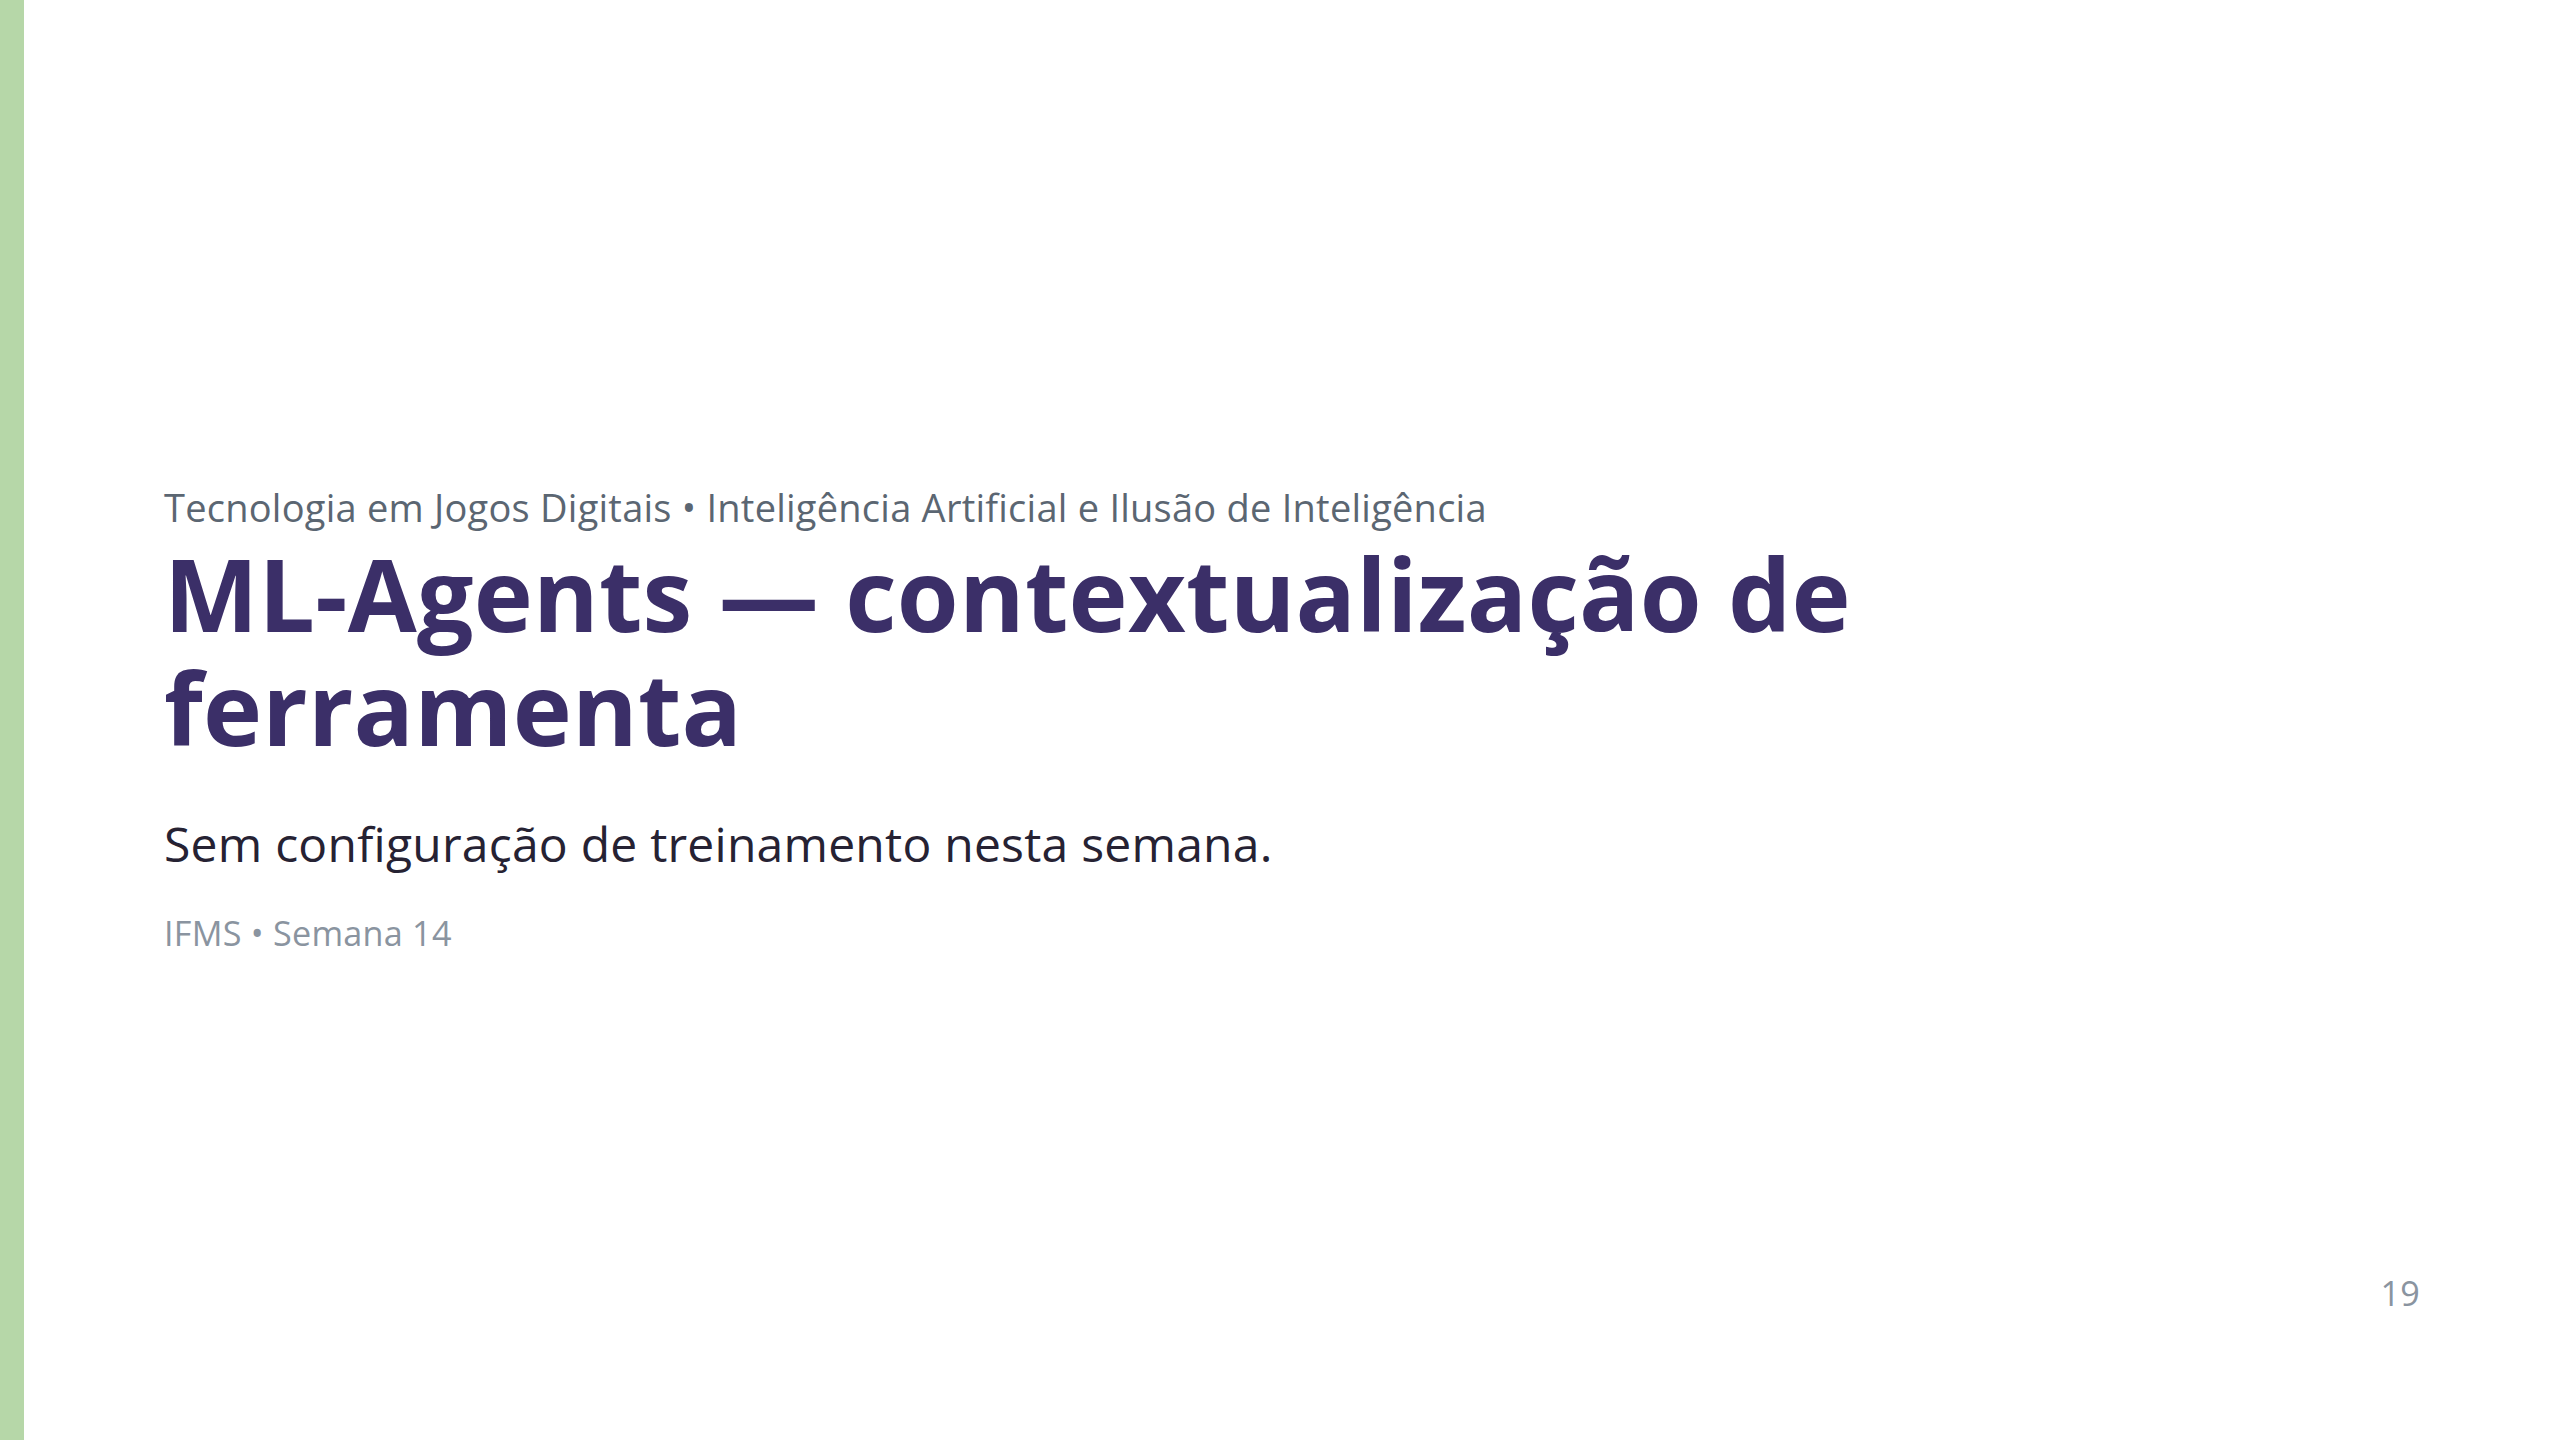 Tecnologia em Jogos Digitais • Inteligência Artificial e Ilusão de Inteligência
ML-Agents — contextualização de
ferramenta
Sem configuração de treinamento nesta semana.
IFMS • Semana 14
19